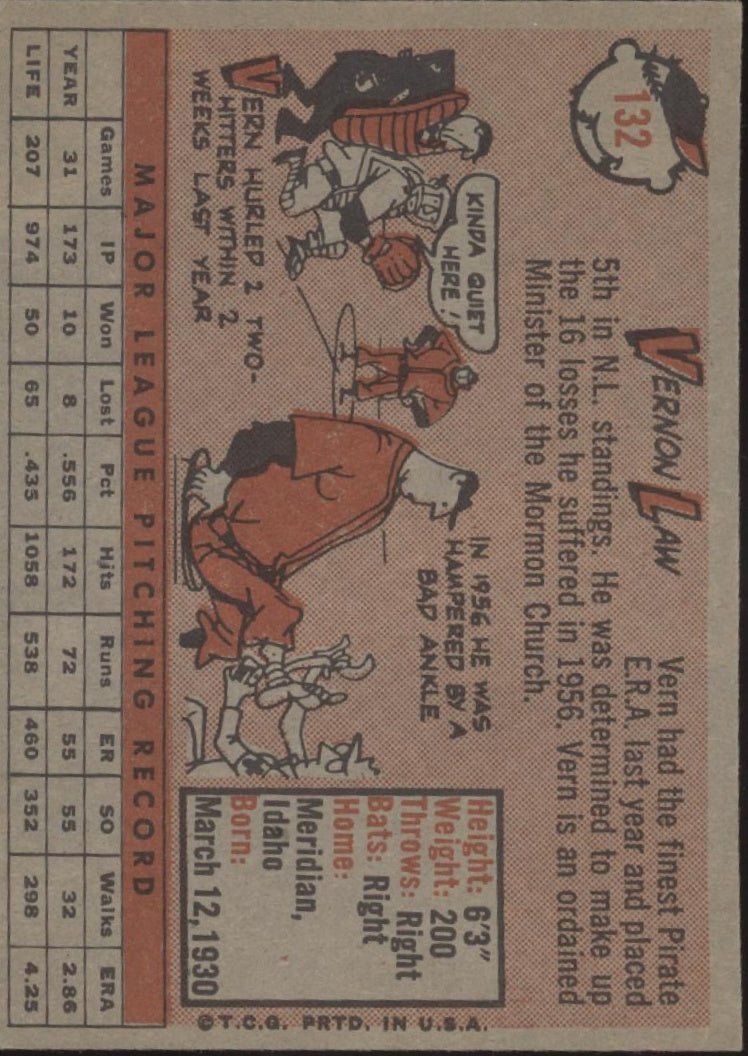 132
VERNON LAW
Vern had the finest Pirate
E.R.A. last year and placed
5th in N.L. standings. He was determined to make up
the 16 losses he suffered in 1956. Vern is an ordained
Minister of the Mormon Church.
KINDA QUIET
HERE!
VERN HURLED 2 TWO-
HITTERS WITHIN 2
WEEKS LAST YEAR
IN 1956 HE WAS
HAMPERED BY A
BAD ANKLE
Height: 6'3"
Weight: 200
Throws: Right
Bats: Right
Home:
Meridian,
Idaho
Born:
March 12, 1930
©T.C.G. PRTD. IN U.S.A.
MAJOR LEAGUE PITCHING RECORD
Games IP Won Lost Pct Hits Runs ER SO Walks ERA
YEAR 31 173 10 8 .556 172 72 55 55 32 2.86
LIFE 207 974 50 65 .435 1058 538 460 352 298 4.25